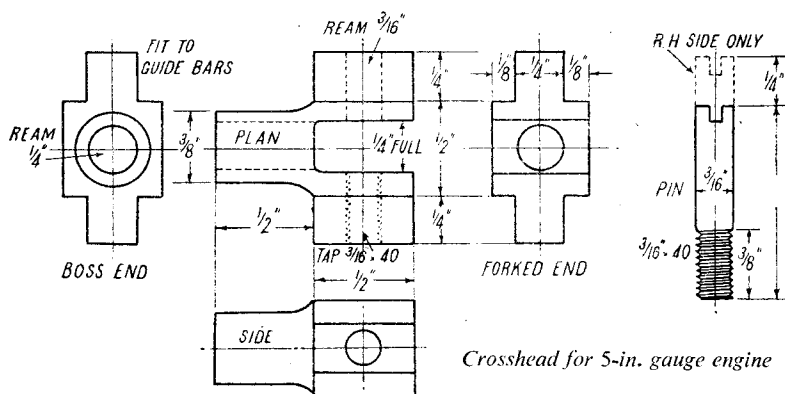 FIT TO
GUIDE BARS
REAM
1/4"
BOSS END
REAM 3/16"
3/8"
PLAN
1/4" FULL
1/4"
1/2"
1/4"
1/2"
TAP 3/16" × 40
1/2"
SIDE
1/8" 1/4" 1/8"
FORKED END
R H SIDE ONLY
1/4"
PIN
3/16"
3/16" × 40
3/8"
Crosshead for 5-in. gauge engine